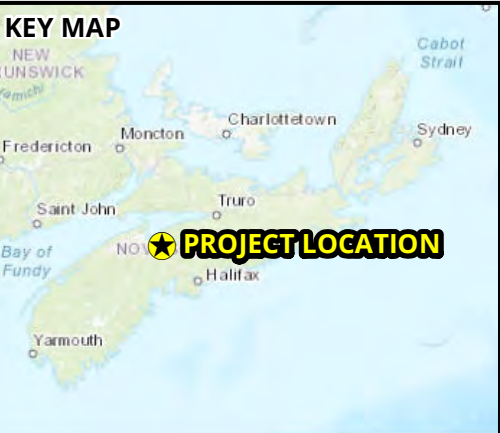 KEY MAP
NEW
UNSWICK
Cabot
Strait
Charlottetown
Moncton
Sydney
Fredericton
Truro
Saint John
NOV
PROJECT LOCATION
Bay of
Fundy
Halifax
Yarmouth